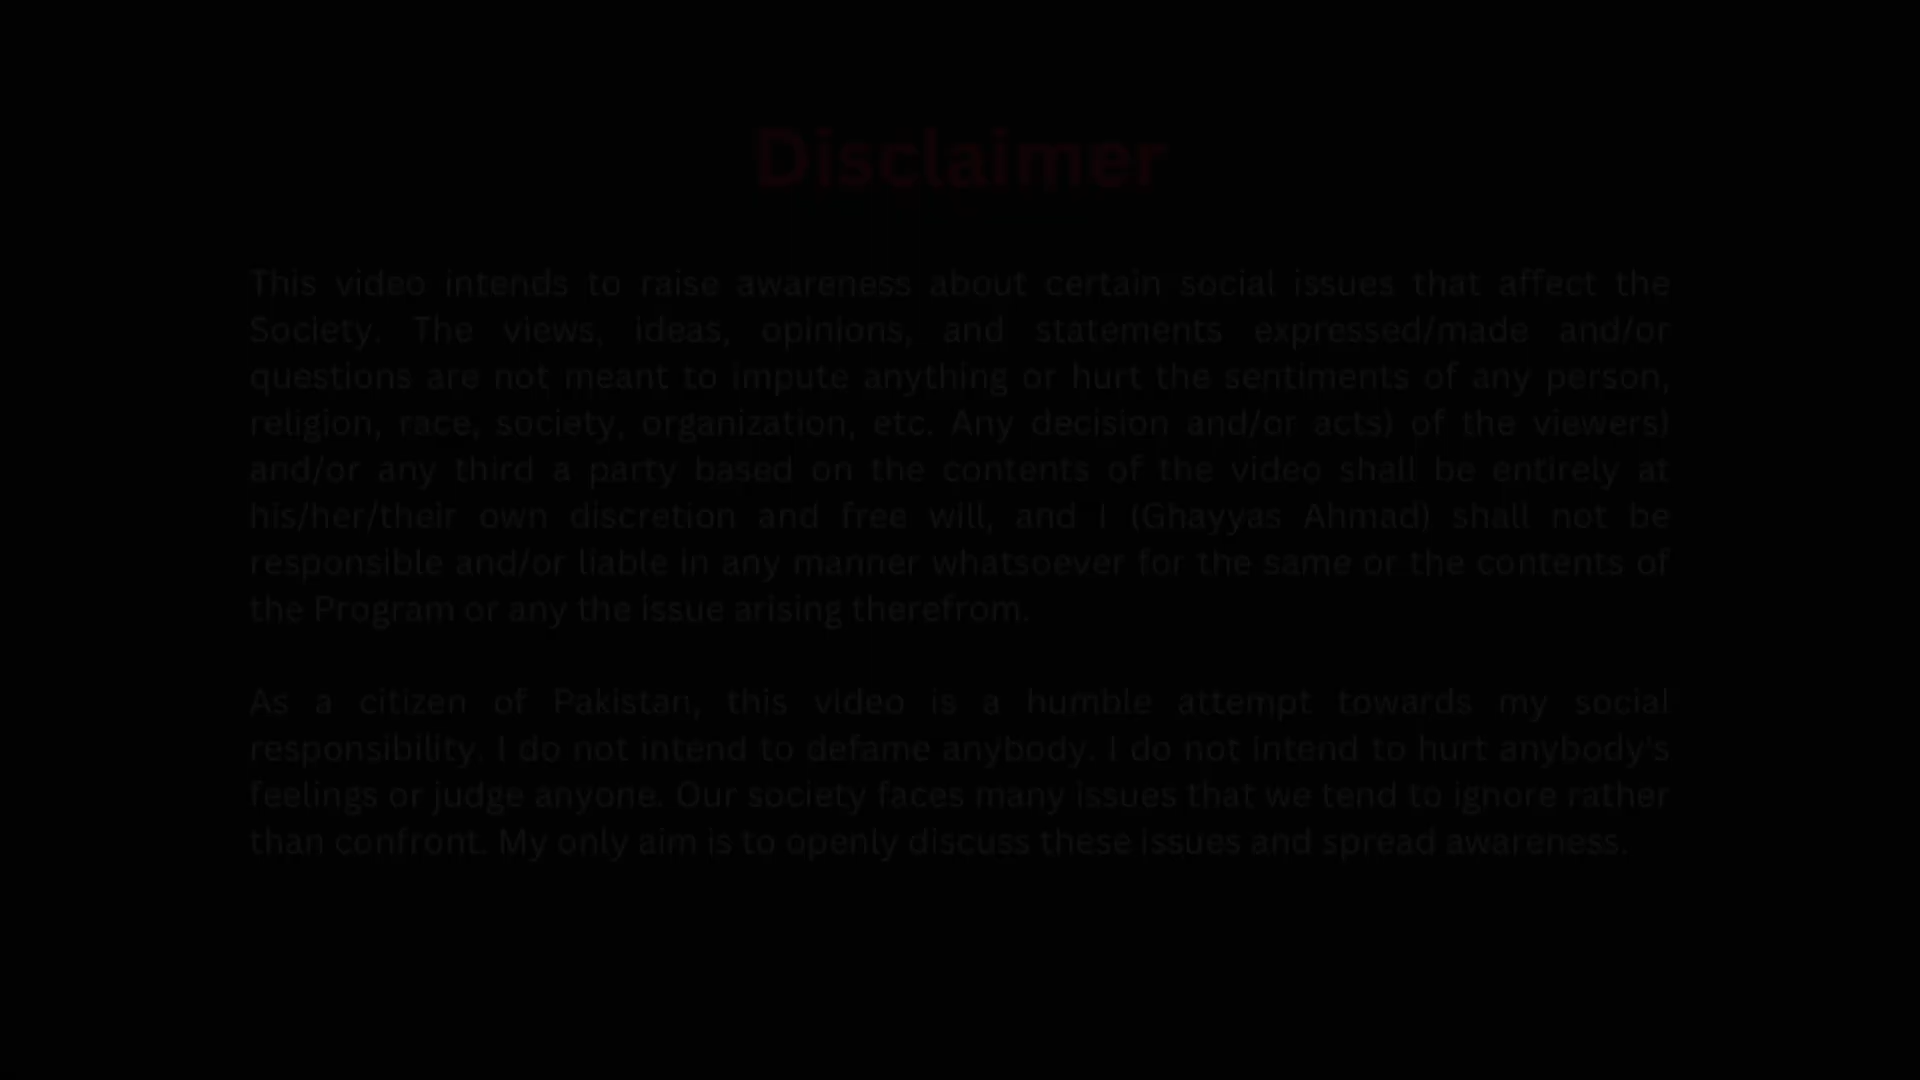 Disclaimer
This video intends to raise awareness about certain social issues that affect the
Society. The views, ideas, opinions, and statements expressed/made and/or
questions are not meant to impute anything or hurt the sentiments of any person,
religion, race, society, organization, etc. Any decision and/or acts) of the viewers)
and/or any third a party based on the contents of the video shall be entirely at
his/her/their own discretion and free will, and I (Ghayyas Ahmad) shall not be
responsible and/or liable in any manner whatsoever for the same or the contents of
the Program or any the issue arising therefrom.
As a citizen of Pakistan, this video is a humble attempt towards my social
responsibility. I do not intend to defame anybody. I do not intend to hurt anybody's
feelings or judge anyone. Our society faces many issues that we tend to ignore rather
than confront. My only aim is to openly discuss these issues and spread awareness.